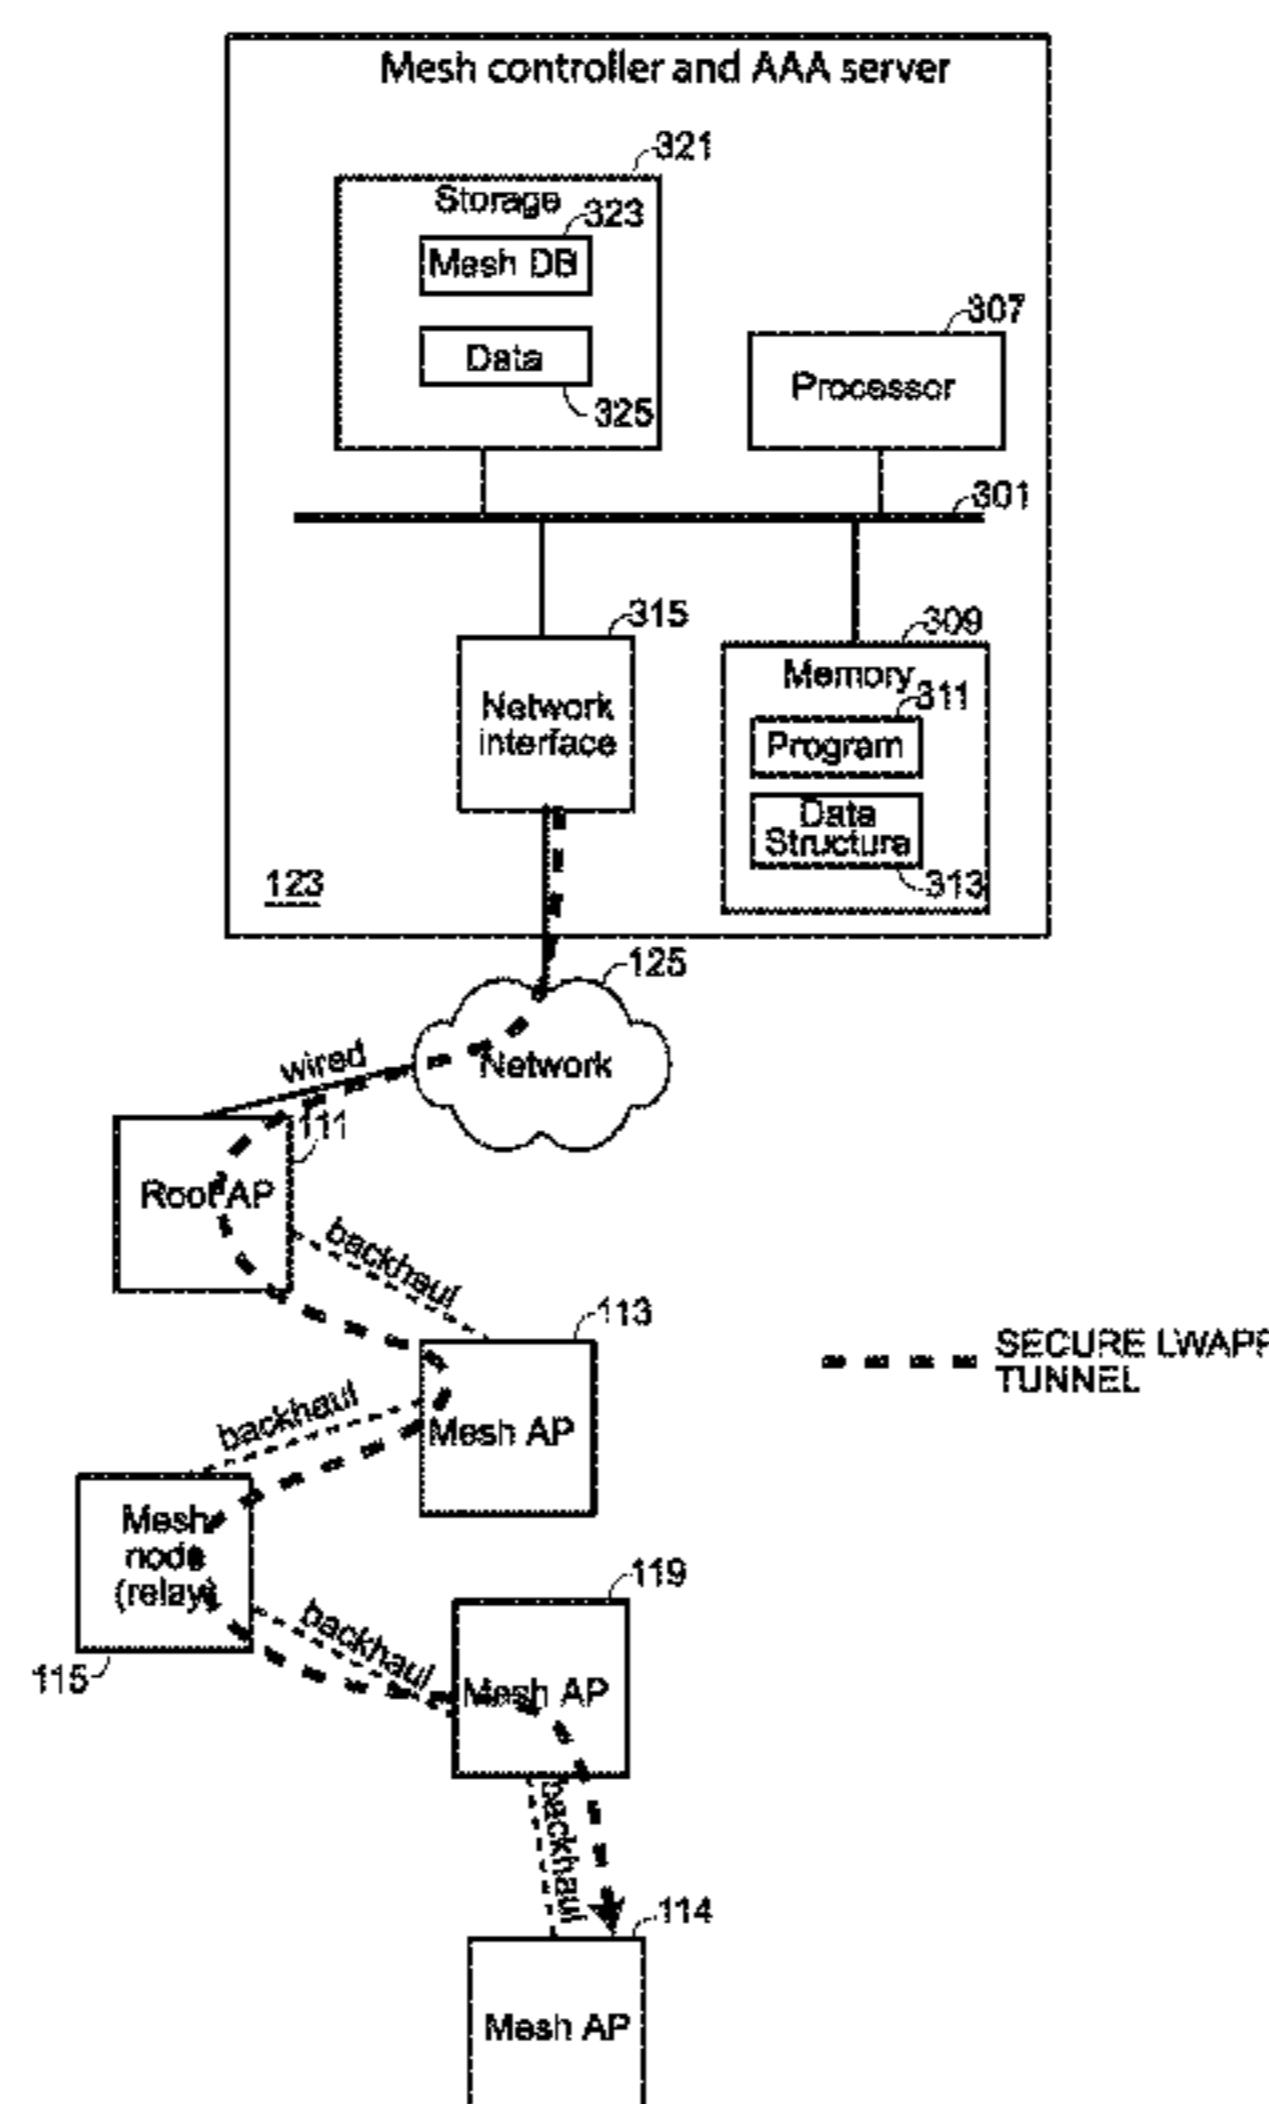 Mesh controller and AAA server
321
Storage
323
Mesh DB
307
Data
Processor
325
301
315
309
Memory
311
Network
interface
Program
Data
Structure
123
313
125
wired
Network
111
Root AP
backhaul
113
SECURE LWAPP
TUNNEL
backhaul
Mesh AP
Mesh
node
(relay)
119
backhaul
115
Mesh AP
backhaul
114
Mesh AP